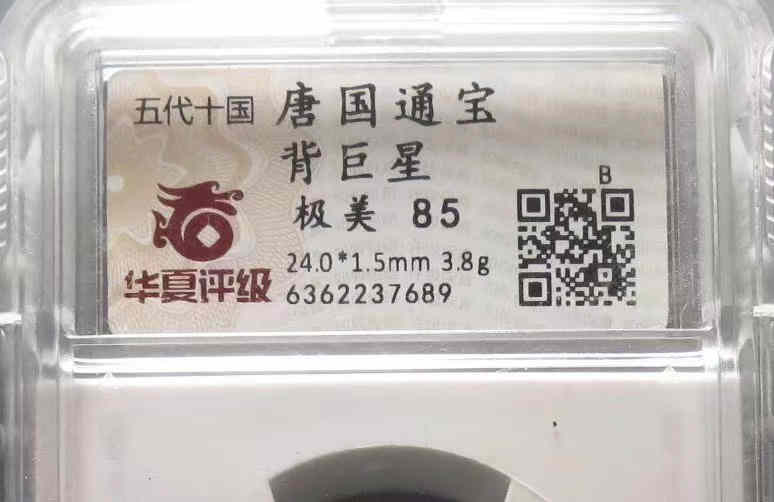 五代十国 唐国通宝
背巨星
极美 85
B
华夏评级
24.0*1.5mm 3.8g
6362237689